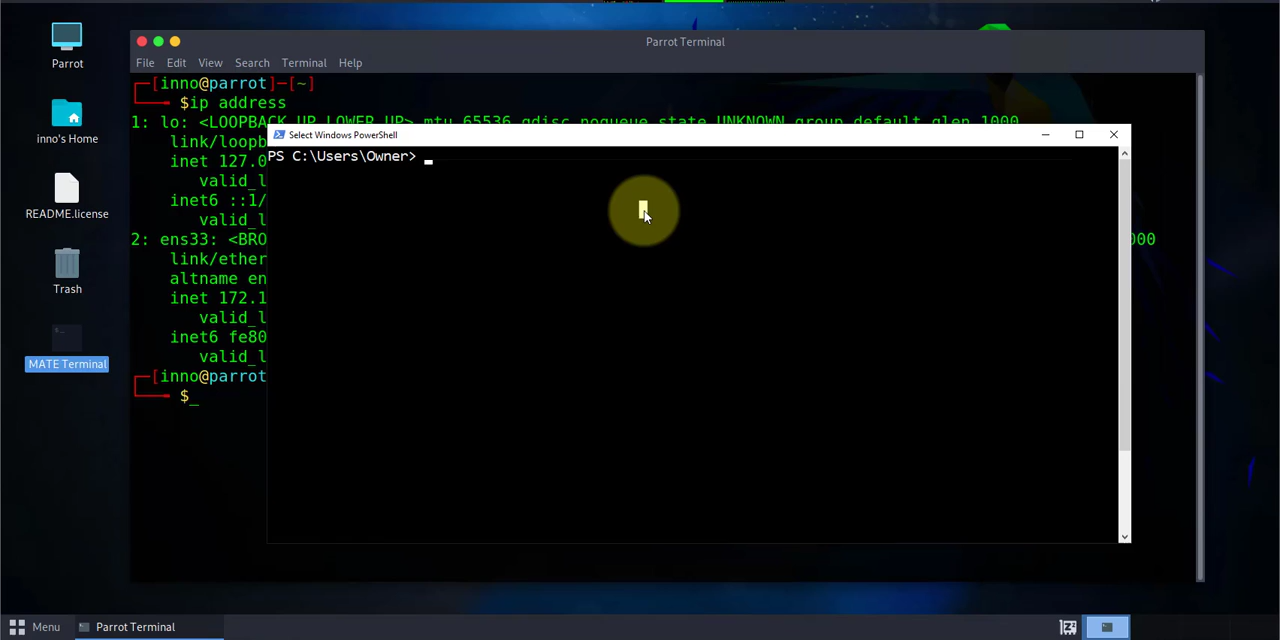 Parrot
inno's Home
README.license
Trash
MATE Terminal
Parrot Terminal
File Edit View Search Terminal Help
┌─[inno@parrot]─[~]
└──╼ $ip address
1: lo: <LOOPBACK,UP,LOWER_UP> mtu 65536 qdisc noqueue state UNKNOWN group default qlen 1000
link/loopb
inet 127.0
valid_l
inet6 ::1/
valid_l
2: ens33: <BRO
000
link/ether
altname en
inet 172.1
valid_l
inet6 fe80
valid_l
┌─[inno@parrot
└──╼ $_
Select Windows PowerShell
PS C:\Users\Owner>
Menu
Parrot Terminal